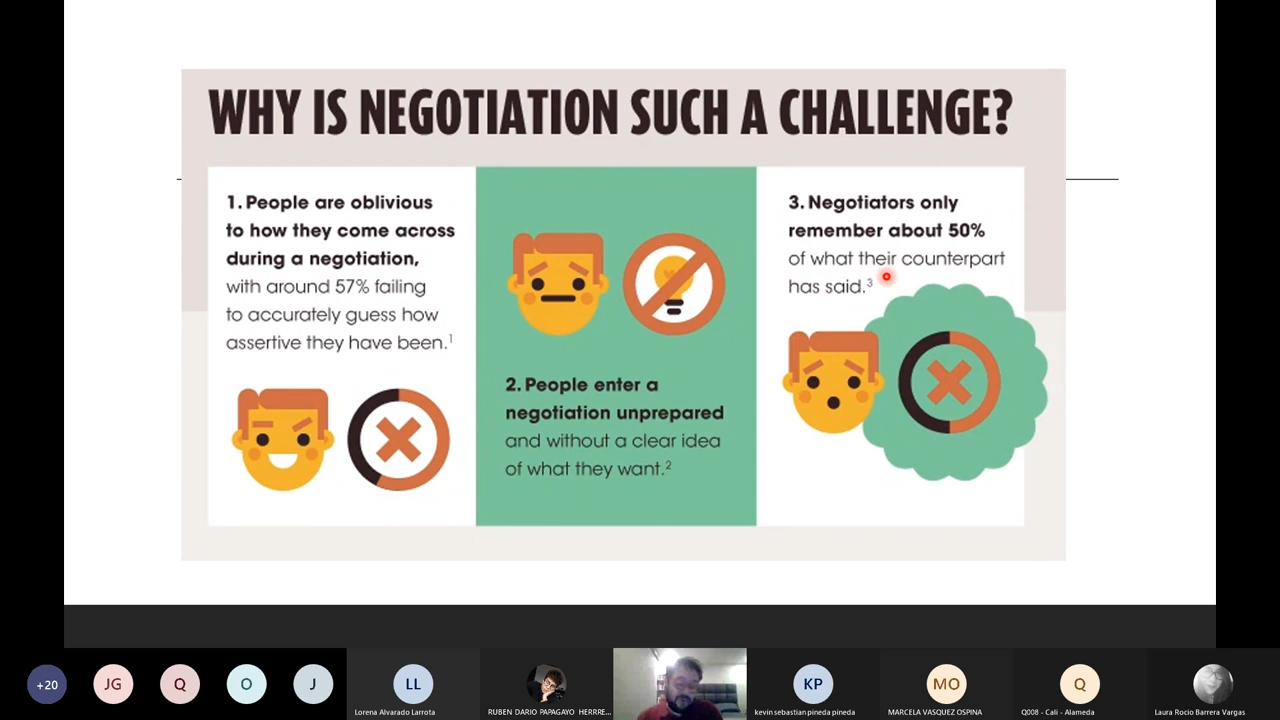 WHY IS NEGOTIATION SUCH A CHALLENGE?
1. People are oblivious
to how they come across
during a negotiation,
with around 57% failing
to accurately guess how
assertive they have been.¹
2. People enter a
negotiation unprepared
and without a clear idea
of what they want.²
3. Negotiators only
remember about 50%
of what their counterpart
has said.³
+20
JG
Q
O
J
LL
Lorena Alvarado Larrota
RUBEN DARIO PAPAGAYO HERRRE...
KP
kevin sebastian pineda pineda
MO
MARCELA VASQUEZ OSPINA
Q
Q008 - Cali - Alameda
Laura Rocio Barrera Vargas